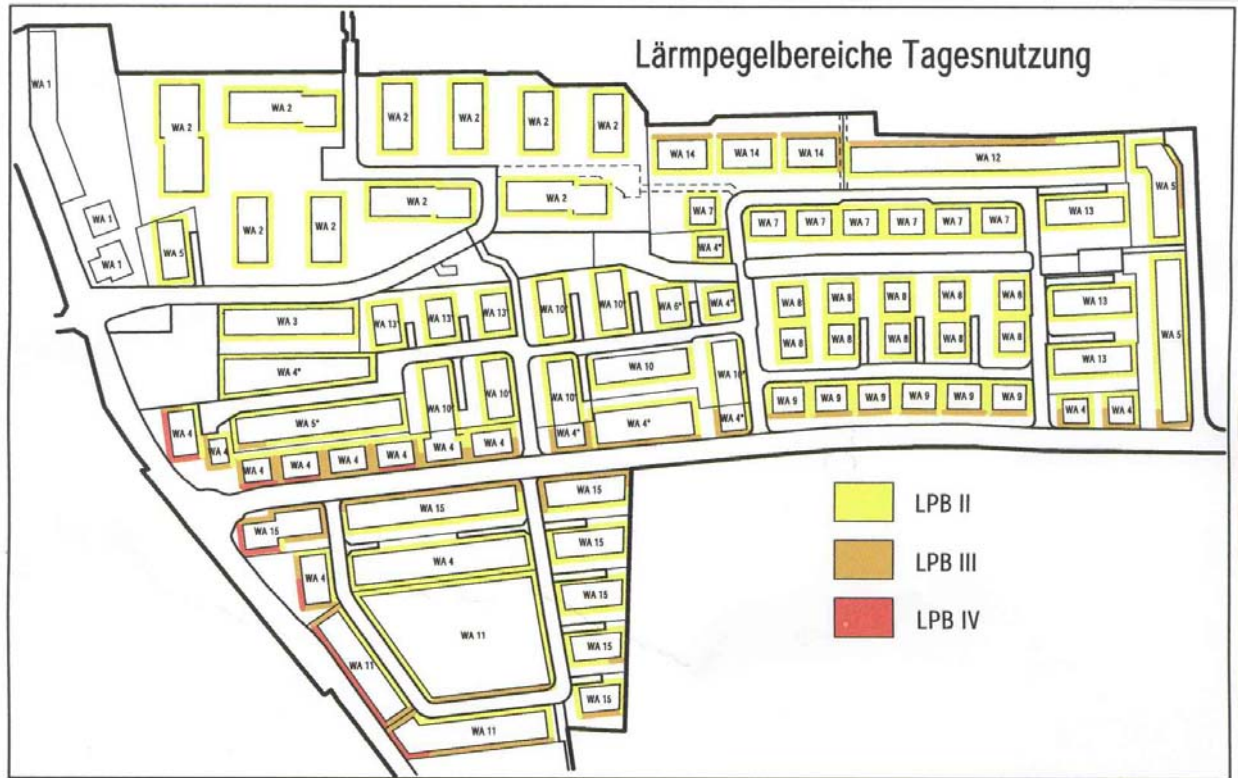 Lärmpegelbereiche Tagesnutzung
WA 1
WA 2
WA 2
WA 2
WA 2
WA 2
WA 2
WA 14
WA 14
WA 14
WA 12
WA 5
WA 1
WA 1
WA 5
WA 2
WA 2
WA 2
WA 2
WA 7
WA 4*
WA 7
WA 7
WA 7
WA 7
WA 7
WA 7
WA 13
WA 3
WA 13*
WA 13*
WA 13*
WA 10*
WA 10*
WA 6*
WA 4*
WA 8
WA 8
WA 8
WA 8
WA 8
WA 13
WA 5
WA 8
WA 8
WA 8
WA 8
WA 8
WA 13
WA 4*
WA 10*
WA 10*
WA 10*
WA 10
WA 10*
WA 9
WA 9
WA 9
WA 9
WA 9
WA 9
WA 4
WA 4
WA 4
WA 4
WA 5*
WA 4
WA 4
WA 4
WA 4
WA 4
WA 4
WA 4*
WA 4*
WA 4*
WA 15
WA 15
WA 15
WA 4
WA 4
WA 15
WA 15
WA 11
WA 11
WA 15
WA 15
WA 11
LPB II
LPB III
LPB IV